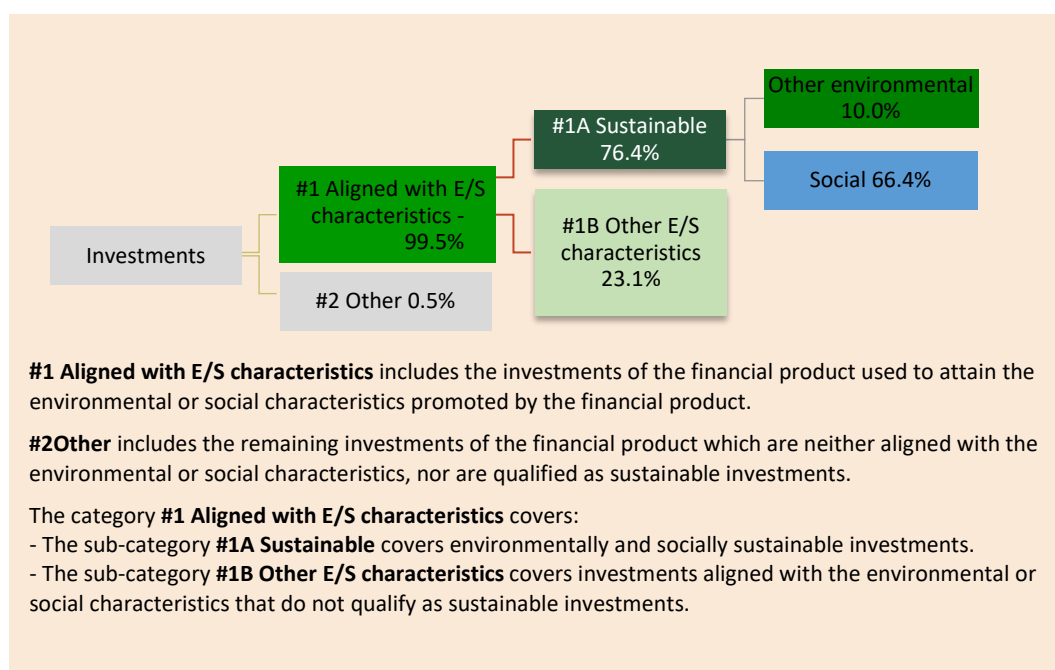 Other environmental
10.0%
#1A Sustainable
76.4%
Social 66.4%
#1 Aligned with E/S
characteristics -
99.5%
#1B Other E/S
characteristics
23.1%
Investments
#2 Other 0.5%
#1 Aligned with E/S characteristics includes the investments of the financial product used to attain the
environmental or social characteristics promoted by the financial product.
#2Other includes the remaining investments of the financial product which are neither aligned with the
environmental or social characteristics, nor are qualified as sustainable investments.
The category #1 Aligned with E/S characteristics covers:
- The sub-category #1A Sustainable covers environmentally and socially sustainable investments.
- The sub-category #1B Other E/S characteristics covers investments aligned with the environmental or
social characteristics that do not qualify as sustainable investments.